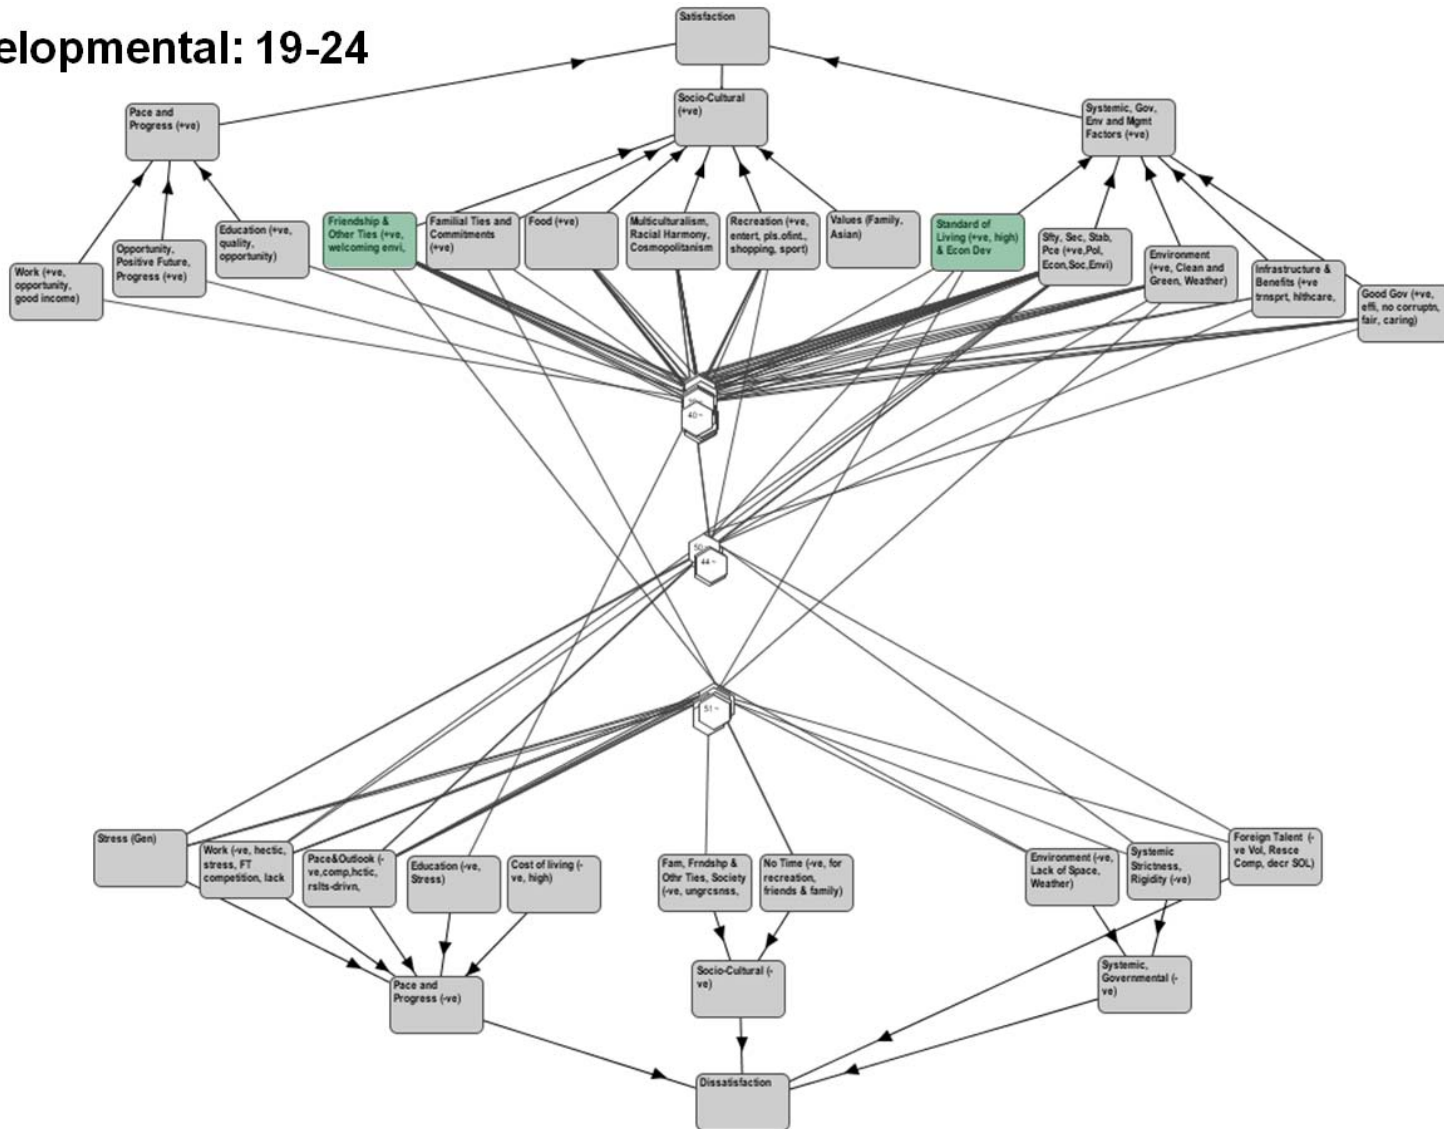 elopmental: 19-24
Satisfaction
Pace and
Progress (+ve)
Socio-Cultural
(+ve)
Systemic, Gov,
Env and Mgmt
Factors (+ve)
Work (+ve,
opportunity,
good income)
Opportunity,
Positive Future,
Progress (+ve)
Education (+ve,
quality,
opportunity)
Friendship &
Other Ties (+ve,
welcoming envi,
Familial Ties and
Commitments
(+ve)
Food (+ve)
Multiculturalism,
Racial Harmony,
Cosmopolitanism
Recreation (+ve,
entert, pls.ofint.,
shopping, sport)
Values (Family,
Asian)
Standard of
Living (+ve, high)
& Econ Dev
Sfty, Sec, Stab,
Pce (+ve,Pol,
Econ,Soc,Envi)
Environment
(+ve, Clean and
Green, Weather)
Infrastructure &
Benefits (+ve
trnsprt, hlthcare,
Good Gov (+ve,
effi, no corruptn,
fair, caring)
40 ~
50
44 ~
51 ~
Stress (Gen)
Work (-ve, hectic,
stress, FT
competition, lack
Pace&Outlook (-
ve,comp,hctic,
rslts-drivn,
Education (-ve,
Stress)
Cost of living (-
ve, high)
Fam, Frndshp &
Othr Ties, Society
(-ve, ungrcsnss,
No Time (-ve, for
recreation,
friends & family)
Environment (-ve,
Lack of Space,
Weather)
Systemic
Strictness,
Rigidity (-ve)
Foreign Talent (-
ve Vol, Resce
Comp, decr SOL)
Pace and
Progress (-ve)
Socio-Cultural (-
ve)
Systemic,
Governmental (-
ve)
Dissatisfaction